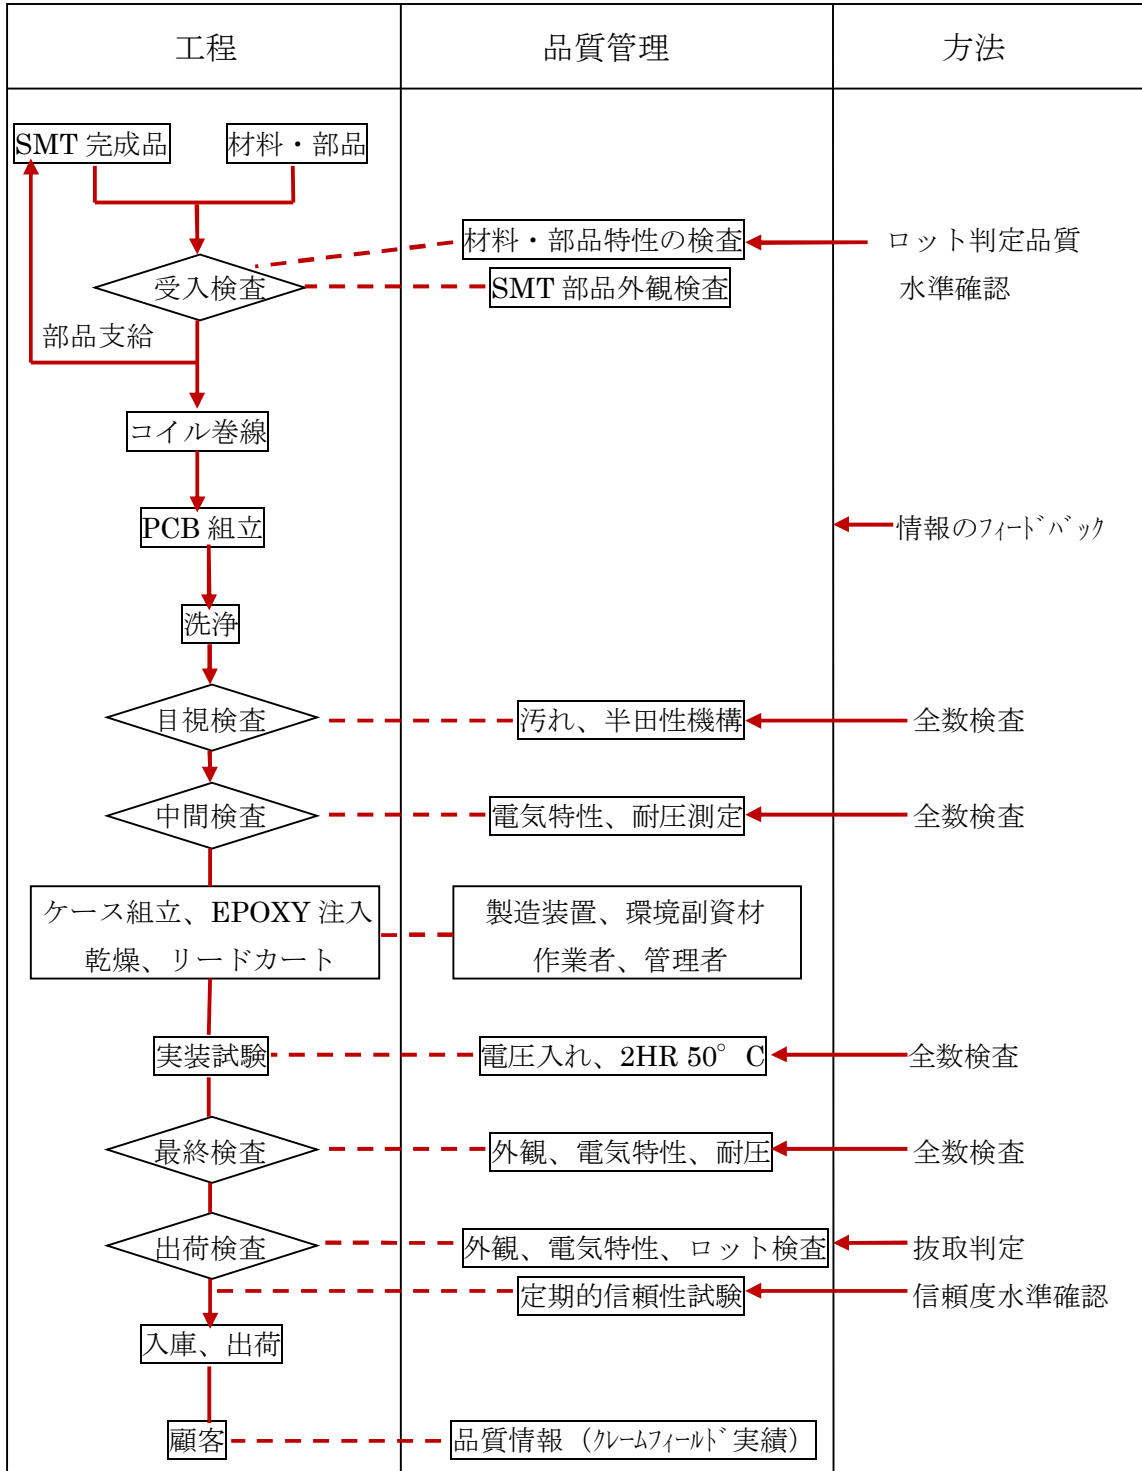 工程
品質管理
方法
SMT 完成品
材料・部品
材料・部品特性の検査
ロット判定品質
受入検査
SMT 部品外観検査
水準確認
部品支給
コイル巻線
PCB 組立
情報のﾌｨｰﾄﾞﾊﾞｯｸ
洗浄
目視検査
汚れ、半田性機構
全数検査
中間検査
電気特性、耐圧測定
全数検査
ケース組立、EPOXY 注入
乾燥、リードカート
製造装置、環境副資材
作業者、管理者
実装試験
電圧入れ、2HR 50°C
全数検査
最終検査
外観、電気特性、耐圧
全数検査
出荷検査
外観、電気特性、ロット検査
抜取判定
定期的信頼性試験
信頼度水準確認
入庫、出荷
顧客
品質情報（ｸﾚｰﾑﾌｨｰﾙﾄﾞ実績）